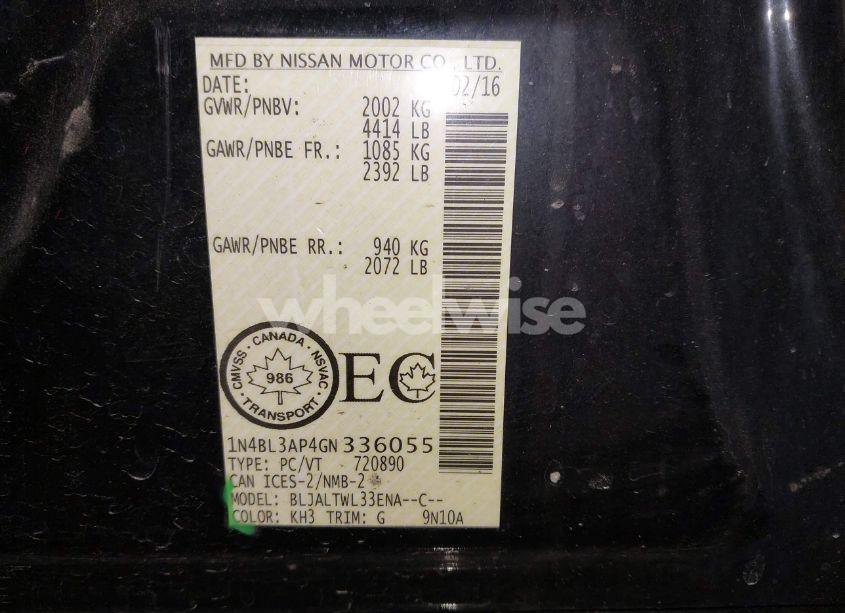 MFD BY NISSAN MOTOR CO., LTD.
DATE: 02/16
GVWR/PNBV: 2002 KG
4414 LB
GAWR/PNBE FR.: 1085 KG
2392 LB
GAWR/PNBE RR.: 940 KG
2072 LB
wheelwise
CMVSS · CANADA · NSVAC · TRANSPORT ·
986
EC
1N4BL3AP4GN336055
TYPE: PC/VT 720890
CAN ICES-2/NMB-2
MODEL: BLJALTWL33ENA--C--
COLOR: KH3 TRIM: G 9N10A